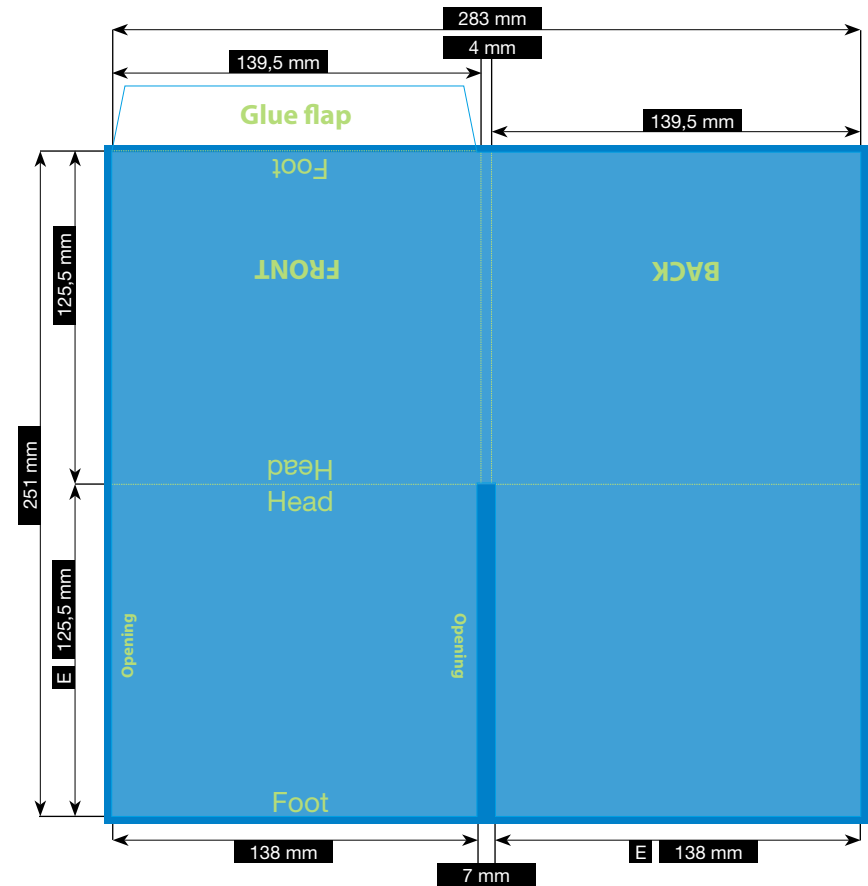 283 mm
4 mm
139,5 mm
Glue flap
139,5 mm
Foot
FRONT
BACK
125,5 mm
Head
Head
251 mm
125,5 mm
E
Opening
Opening
Foot
138 mm
E 138 mm
7 mm